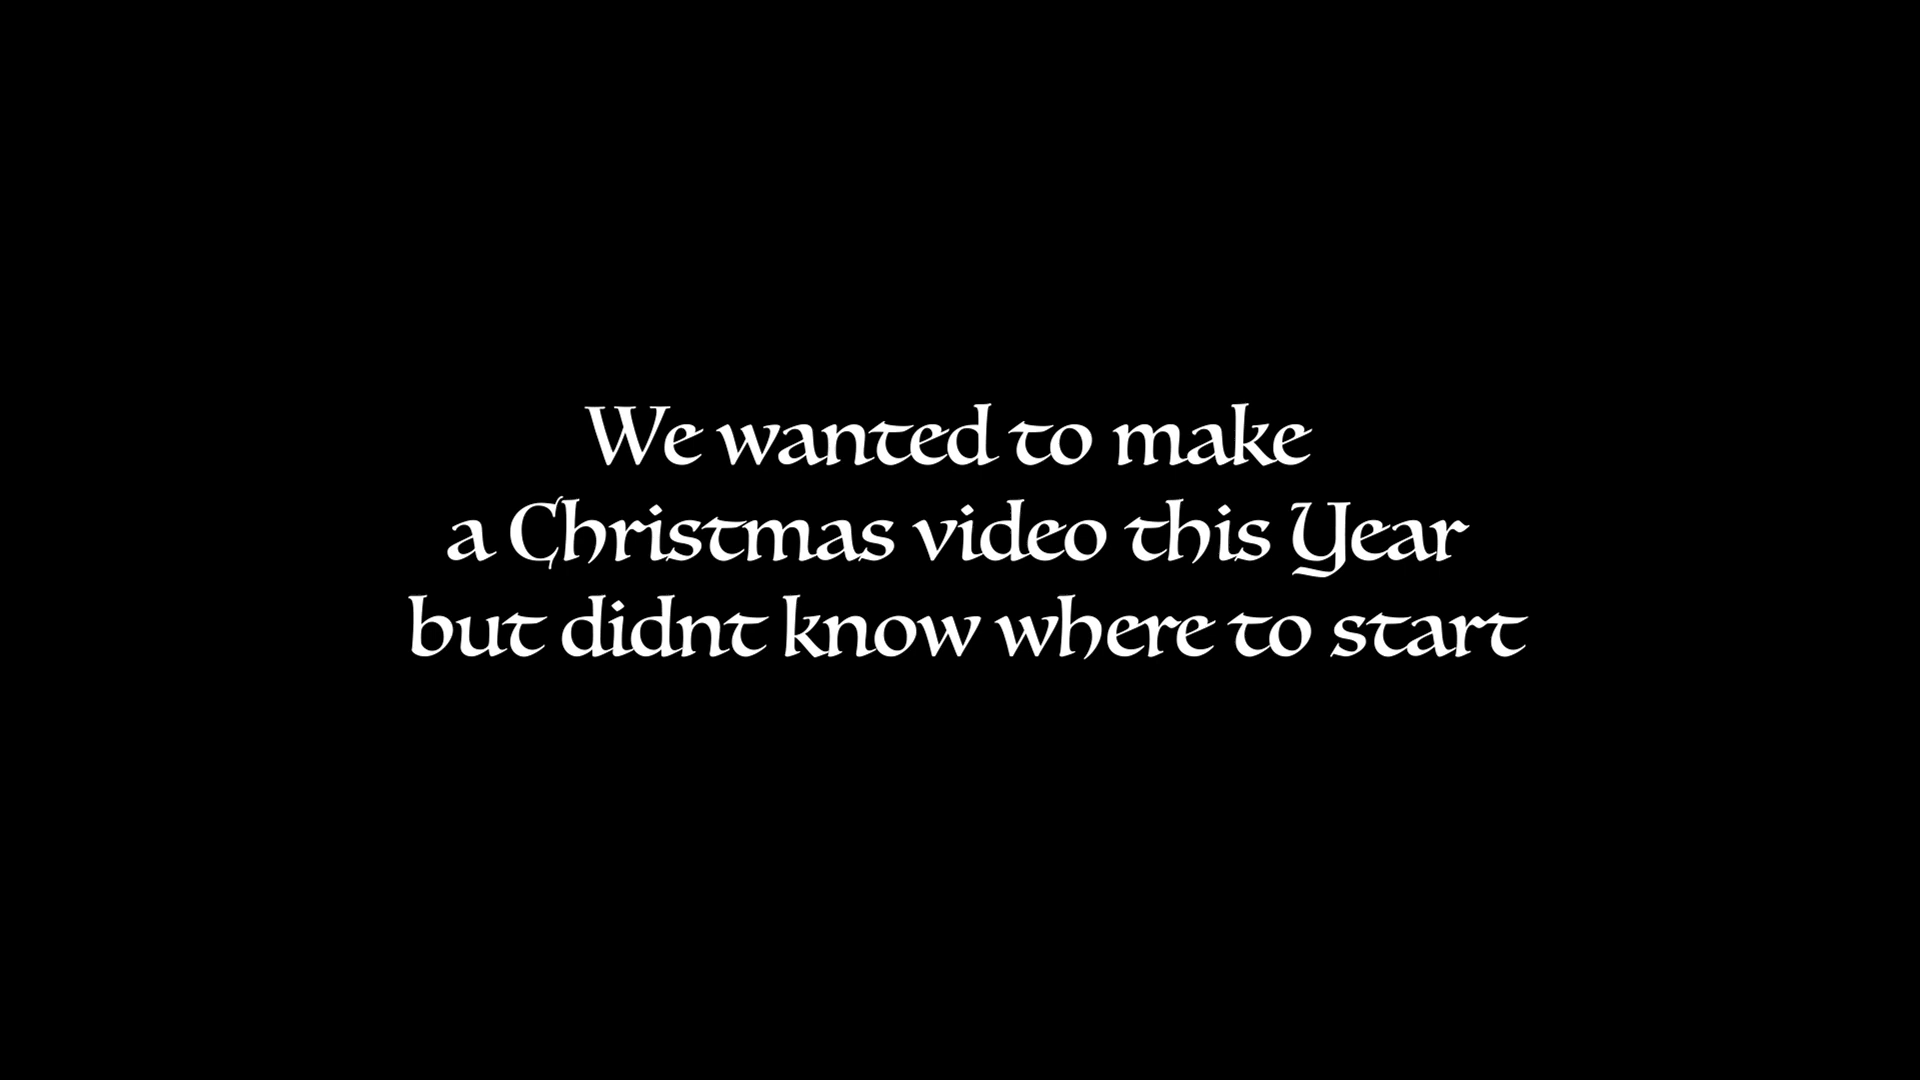 We wanted to make
a Christmas video this Year
but didnt know where to start